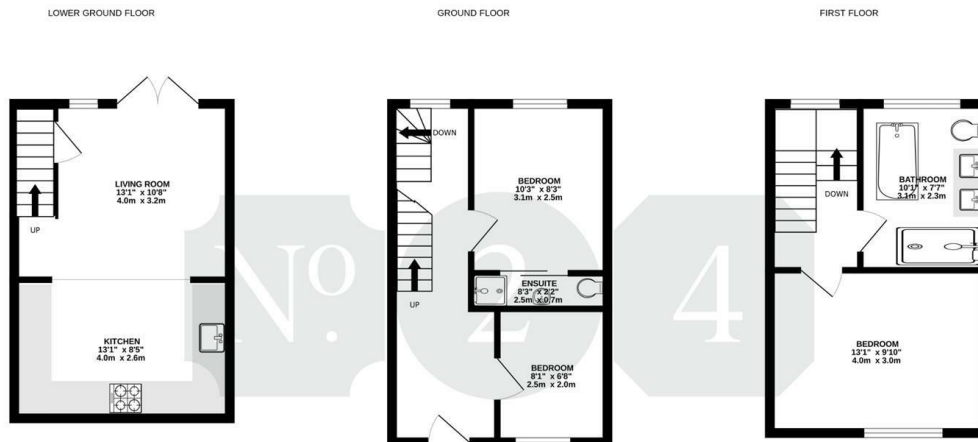 LOWER GROUND FLOOR
GROUND FLOOR
FIRST FLOOR
LIVING ROOM
13'1" x 10'8"
4.0m x 3.2m
UP
KITCHEN
13'1" x 8'5"
4.0m x 2.6m
DOWN
BEDROOM
10'3" x 8'3"
3.1m x 2.5m
UP
ENSUITE
8'3" x 2'2"
2.5m x 0.7m
BEDROOM
8'1" x 6'8"
2.5m x 2.0m
BATHROOM
10'1" x 7'7"
3.1m x 2.3m
DOWN
BEDROOM
13'1" x 9'10"
4.0m x 3.0m
No. 2 4